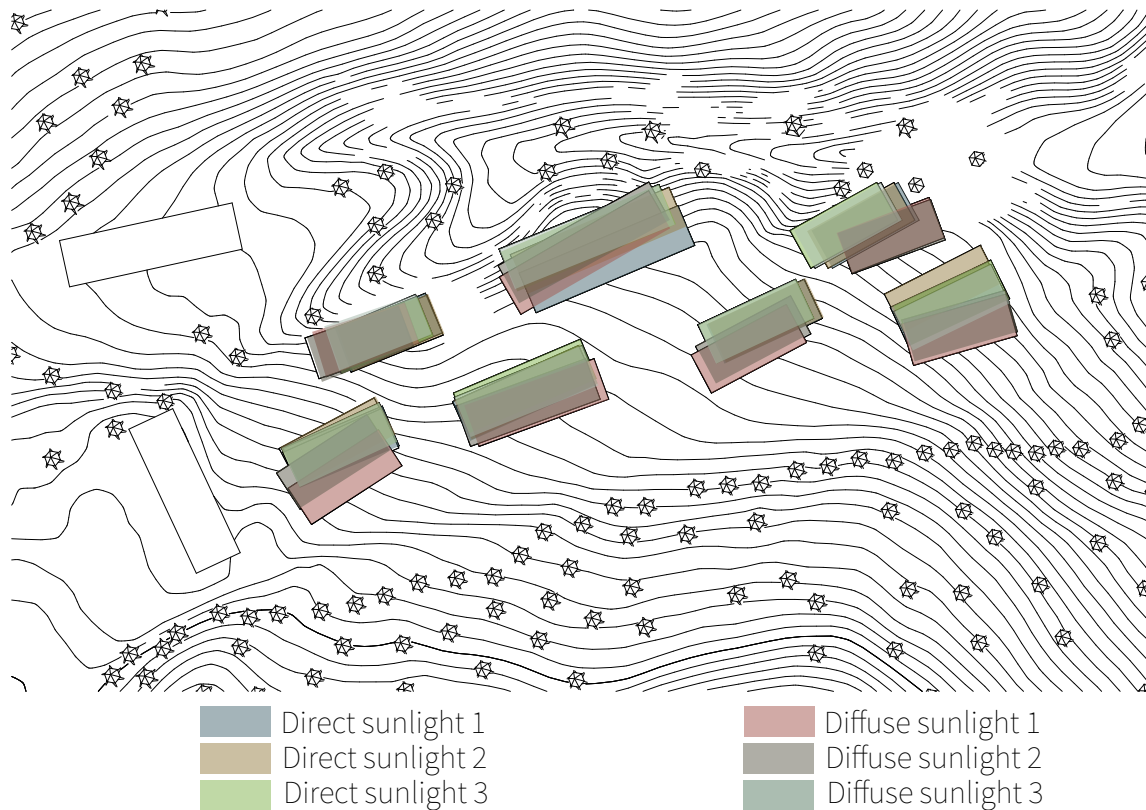 Direct sunlight 1
Direct sunlight 2
Direct sunlight 3
Diffuse sunlight 1
Diffuse sunlight 2
Diffuse sunlight 3